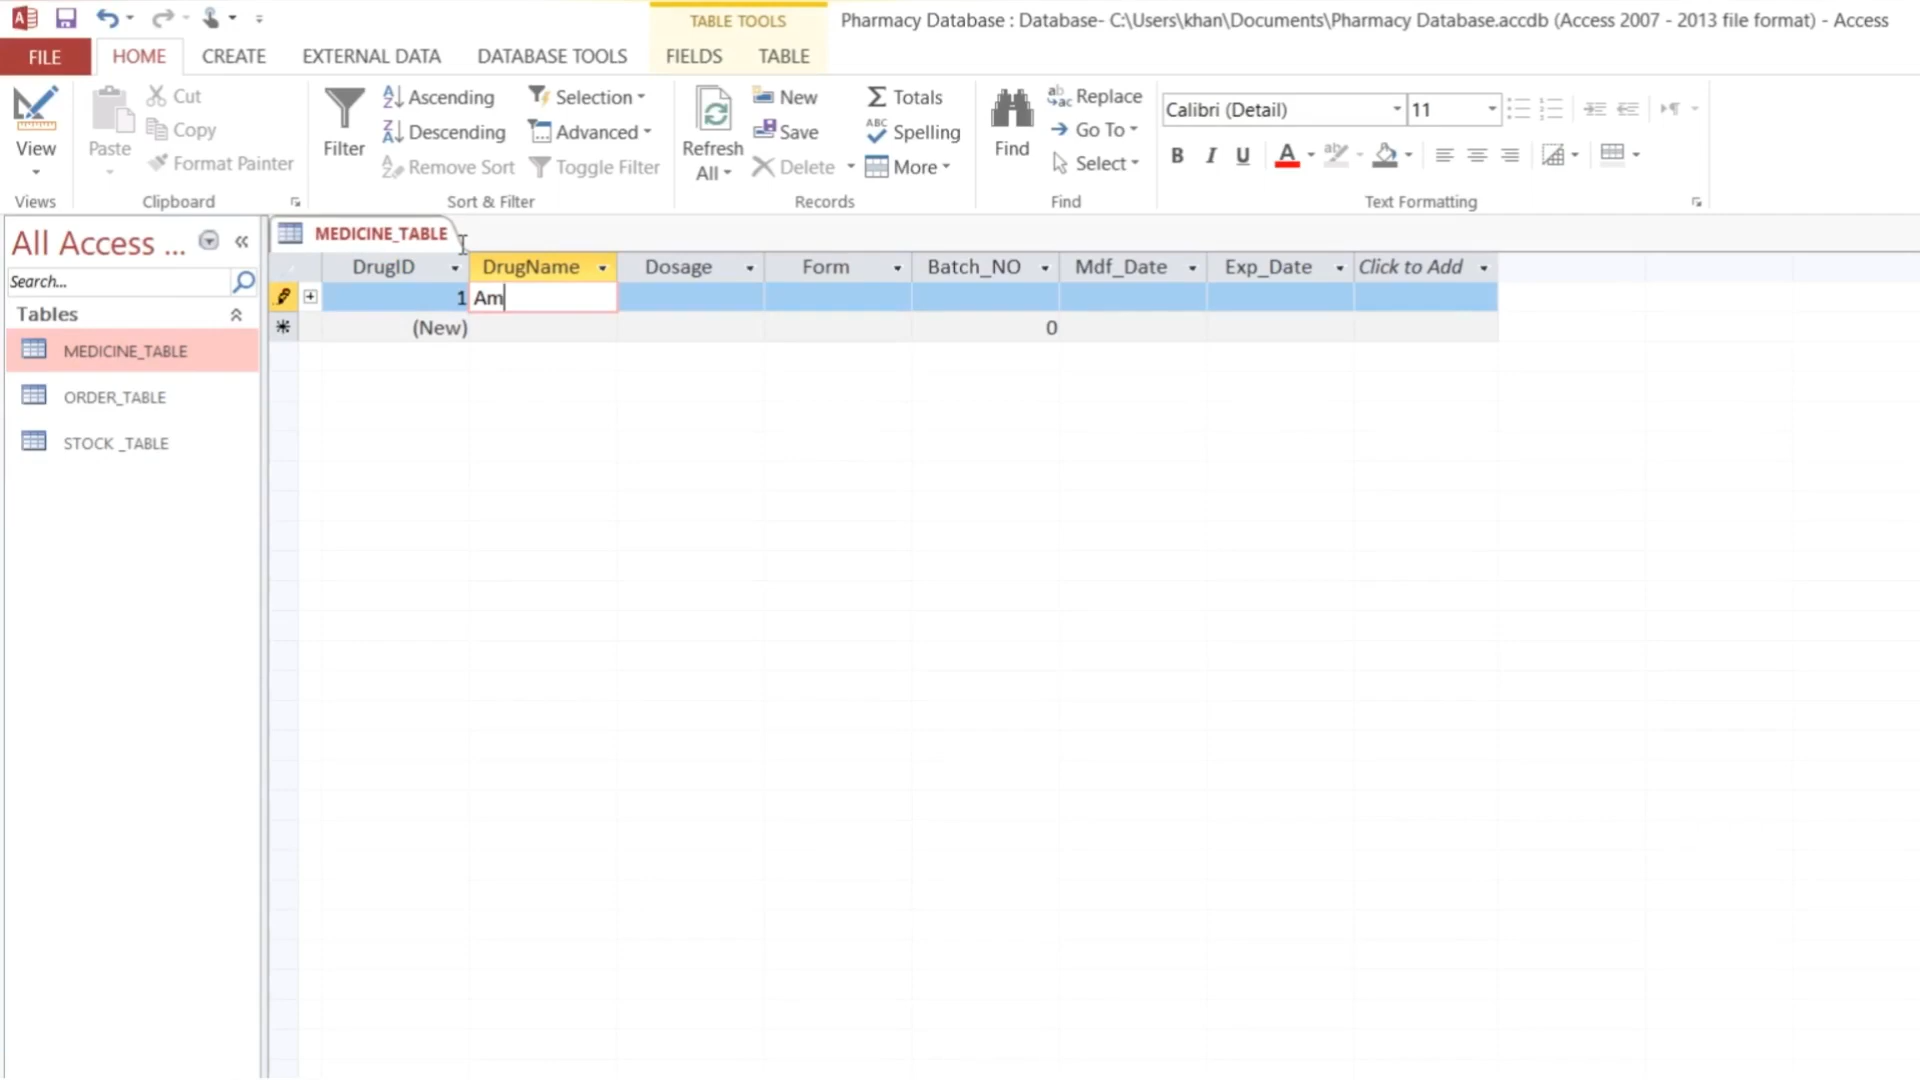 TABLE TOOLS
Pharmacy Database : Database- C:\Users\khan\Documents\Pharmacy Database.accdb (Access 2007 - 2013 file format) - Access
FILE HOME CREATE EXTERNAL DATA DATABASE TOOLS FIELDS TABLE
View
Views
Paste
Cut
Copy
Format Painter
Clipboard
Filter
Ascending
Descending
Remove Sort
Selection
Advanced
Toggle Filter
Sort & Filter
Refresh
All
New
Save
Delete
Totals
Spelling
More
Records
Find
Replace
Go To
Select
Find
Calibri (Detail) 11
B I U A
Text Formatting
All Access ...
Search...
Tables
MEDICINE_TABLE
ORDER_TABLE
STOCK _TABLE
MEDICINE_TABLE
DrugID DrugName Dosage Form Batch_NO Mdf_Date Exp_Date Click to Add
1 Am
(New) 0